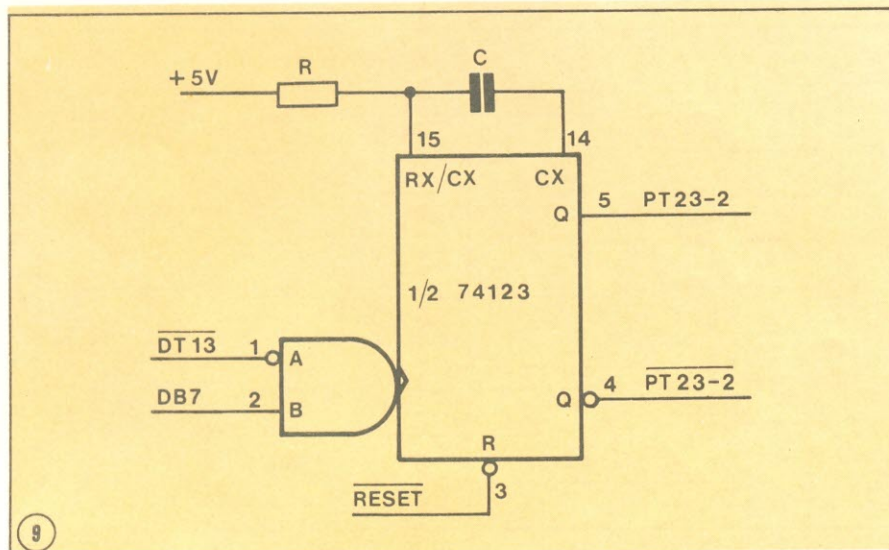 C
+5V R
15 14
RX/CX CX
Q 5 PT23-2
1/2 74123
DT13 1 A
DB7 2 B
Q 4 PT23-2
R
RESET 3
9